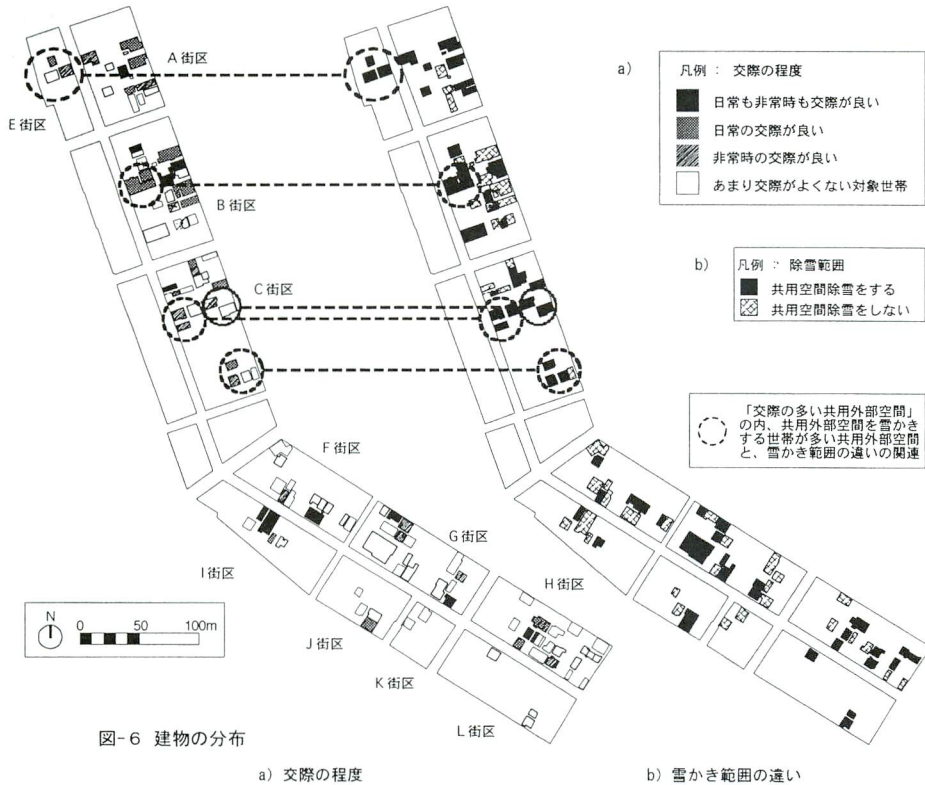 A 街区
E 街区
B 街区
C 街区
F 街区
G 街区
I 街区
H 街区
J 街区
K 街区
L 街区
N
0 50 100m
a)
凡例 : 交際の程度
日常も非常時も交際が良い
日常の交際が良い
非常時の交際が良い
あまり交際がよくない対象世帯
b)
凡例 : 除雪範囲
共用空間除雪をする
共用空間除雪をしない
「交際の多い共用外部空間」
の内、共用外部空間を雪かき
する世帯が多い共用外部空間
と、雪かき範囲の違いの関連
図-6 建物の分布
a) 交際の程度
b) 雪かき範囲の違い